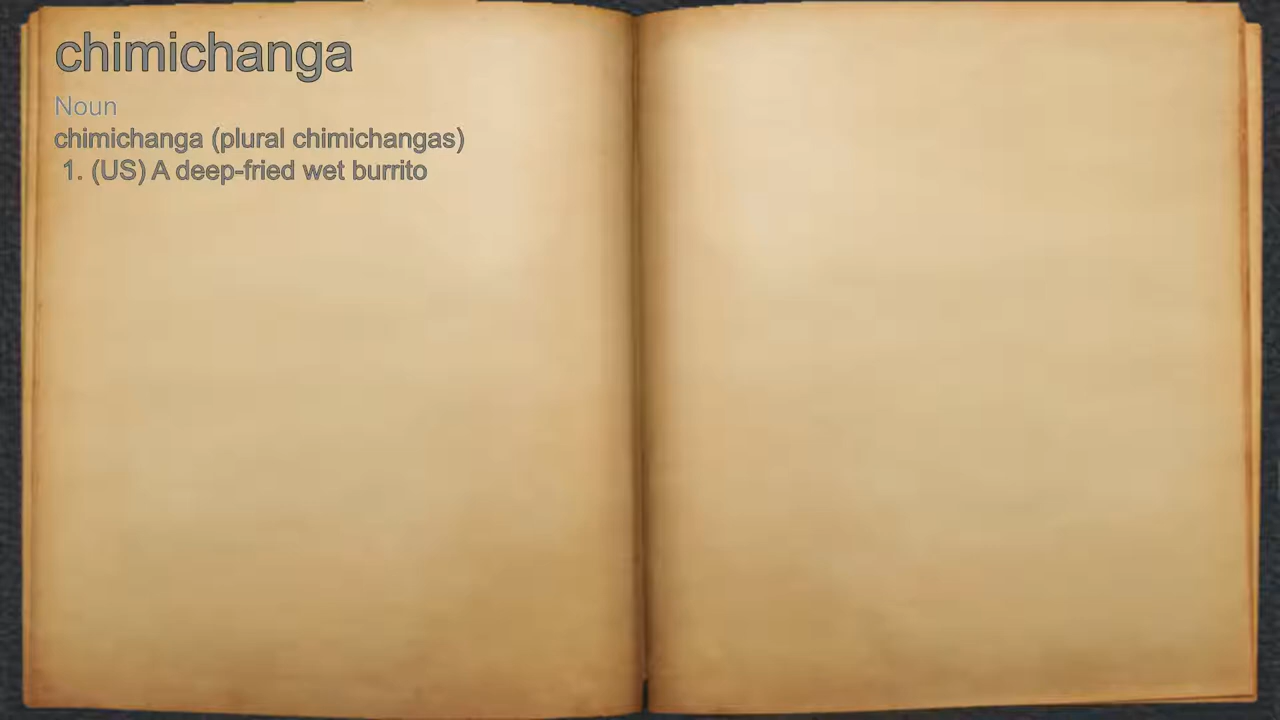 chimichanga
Noun
chimichanga (plural chimichangas)
1. (US) A deep-fried wet burrito